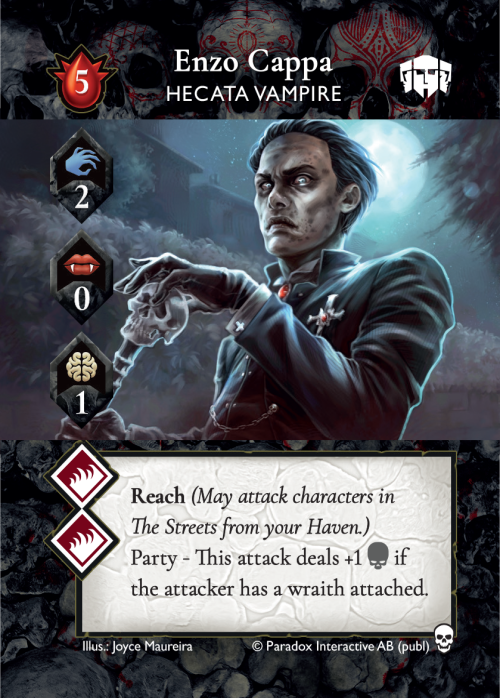 Enzo Cappa
5
HECATA VAMPIRE
2
0
1
Reach (May attack characters in
The Streets from your Haven.)
Party - This attack deals +1 if
the attacker has a wraith attached.
Illus.: Joyce Maureira © Paradox Interactive AB (publ)